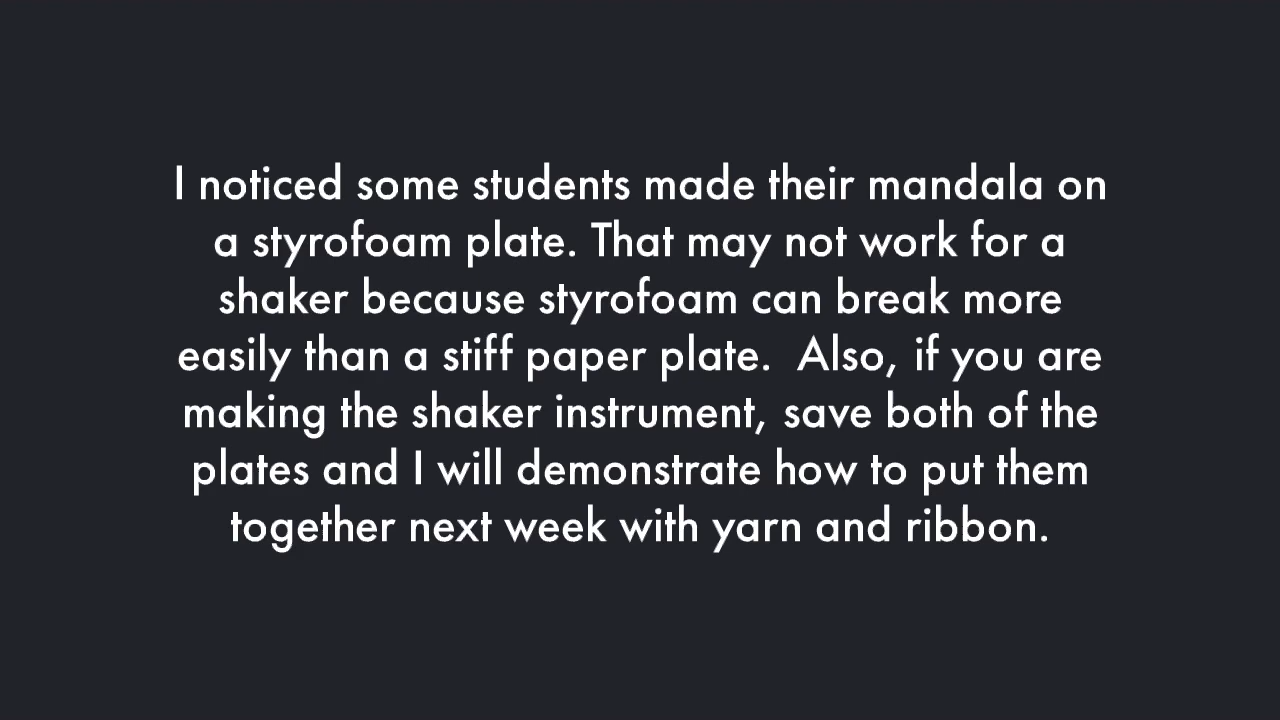 I noticed some students made their mandala on
a styrofoam plate. That may not work for a
shaker because styrofoam can break more
easily than a stiff paper plate.  Also, if you are
making the shaker instrument, save both of the
plates and I will demonstrate how to put them
together next week with yarn and ribbon.